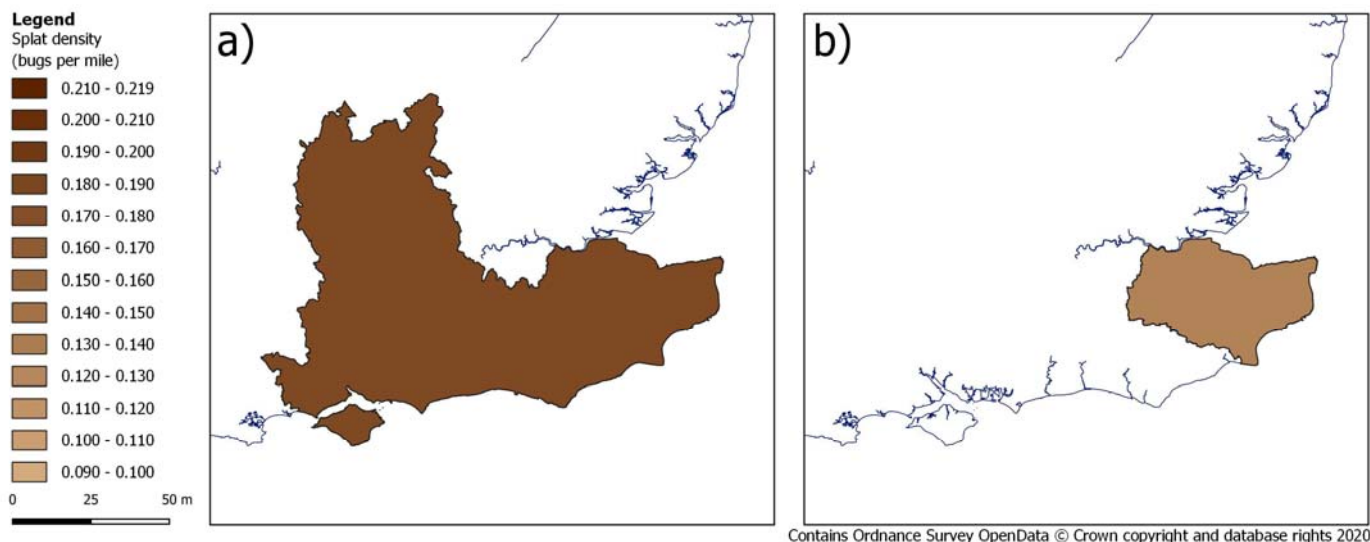 Legend
Splat density
(bugs per mile)
0.210 - 0.219
0.200 - 0.210
0.190 - 0.200
0.180 - 0.190
0.170 - 0.180
0.160 - 0.170
0.150 - 0.160
0.140 - 0.150
0.130 - 0.140
0.120 - 0.130
0.110 - 0.120
0.100 - 0.110
0.090 - 0.100
0 25 50 m
a)
b)
Contains Ordnance Survey OpenData © Crown copyright and database rights 2020